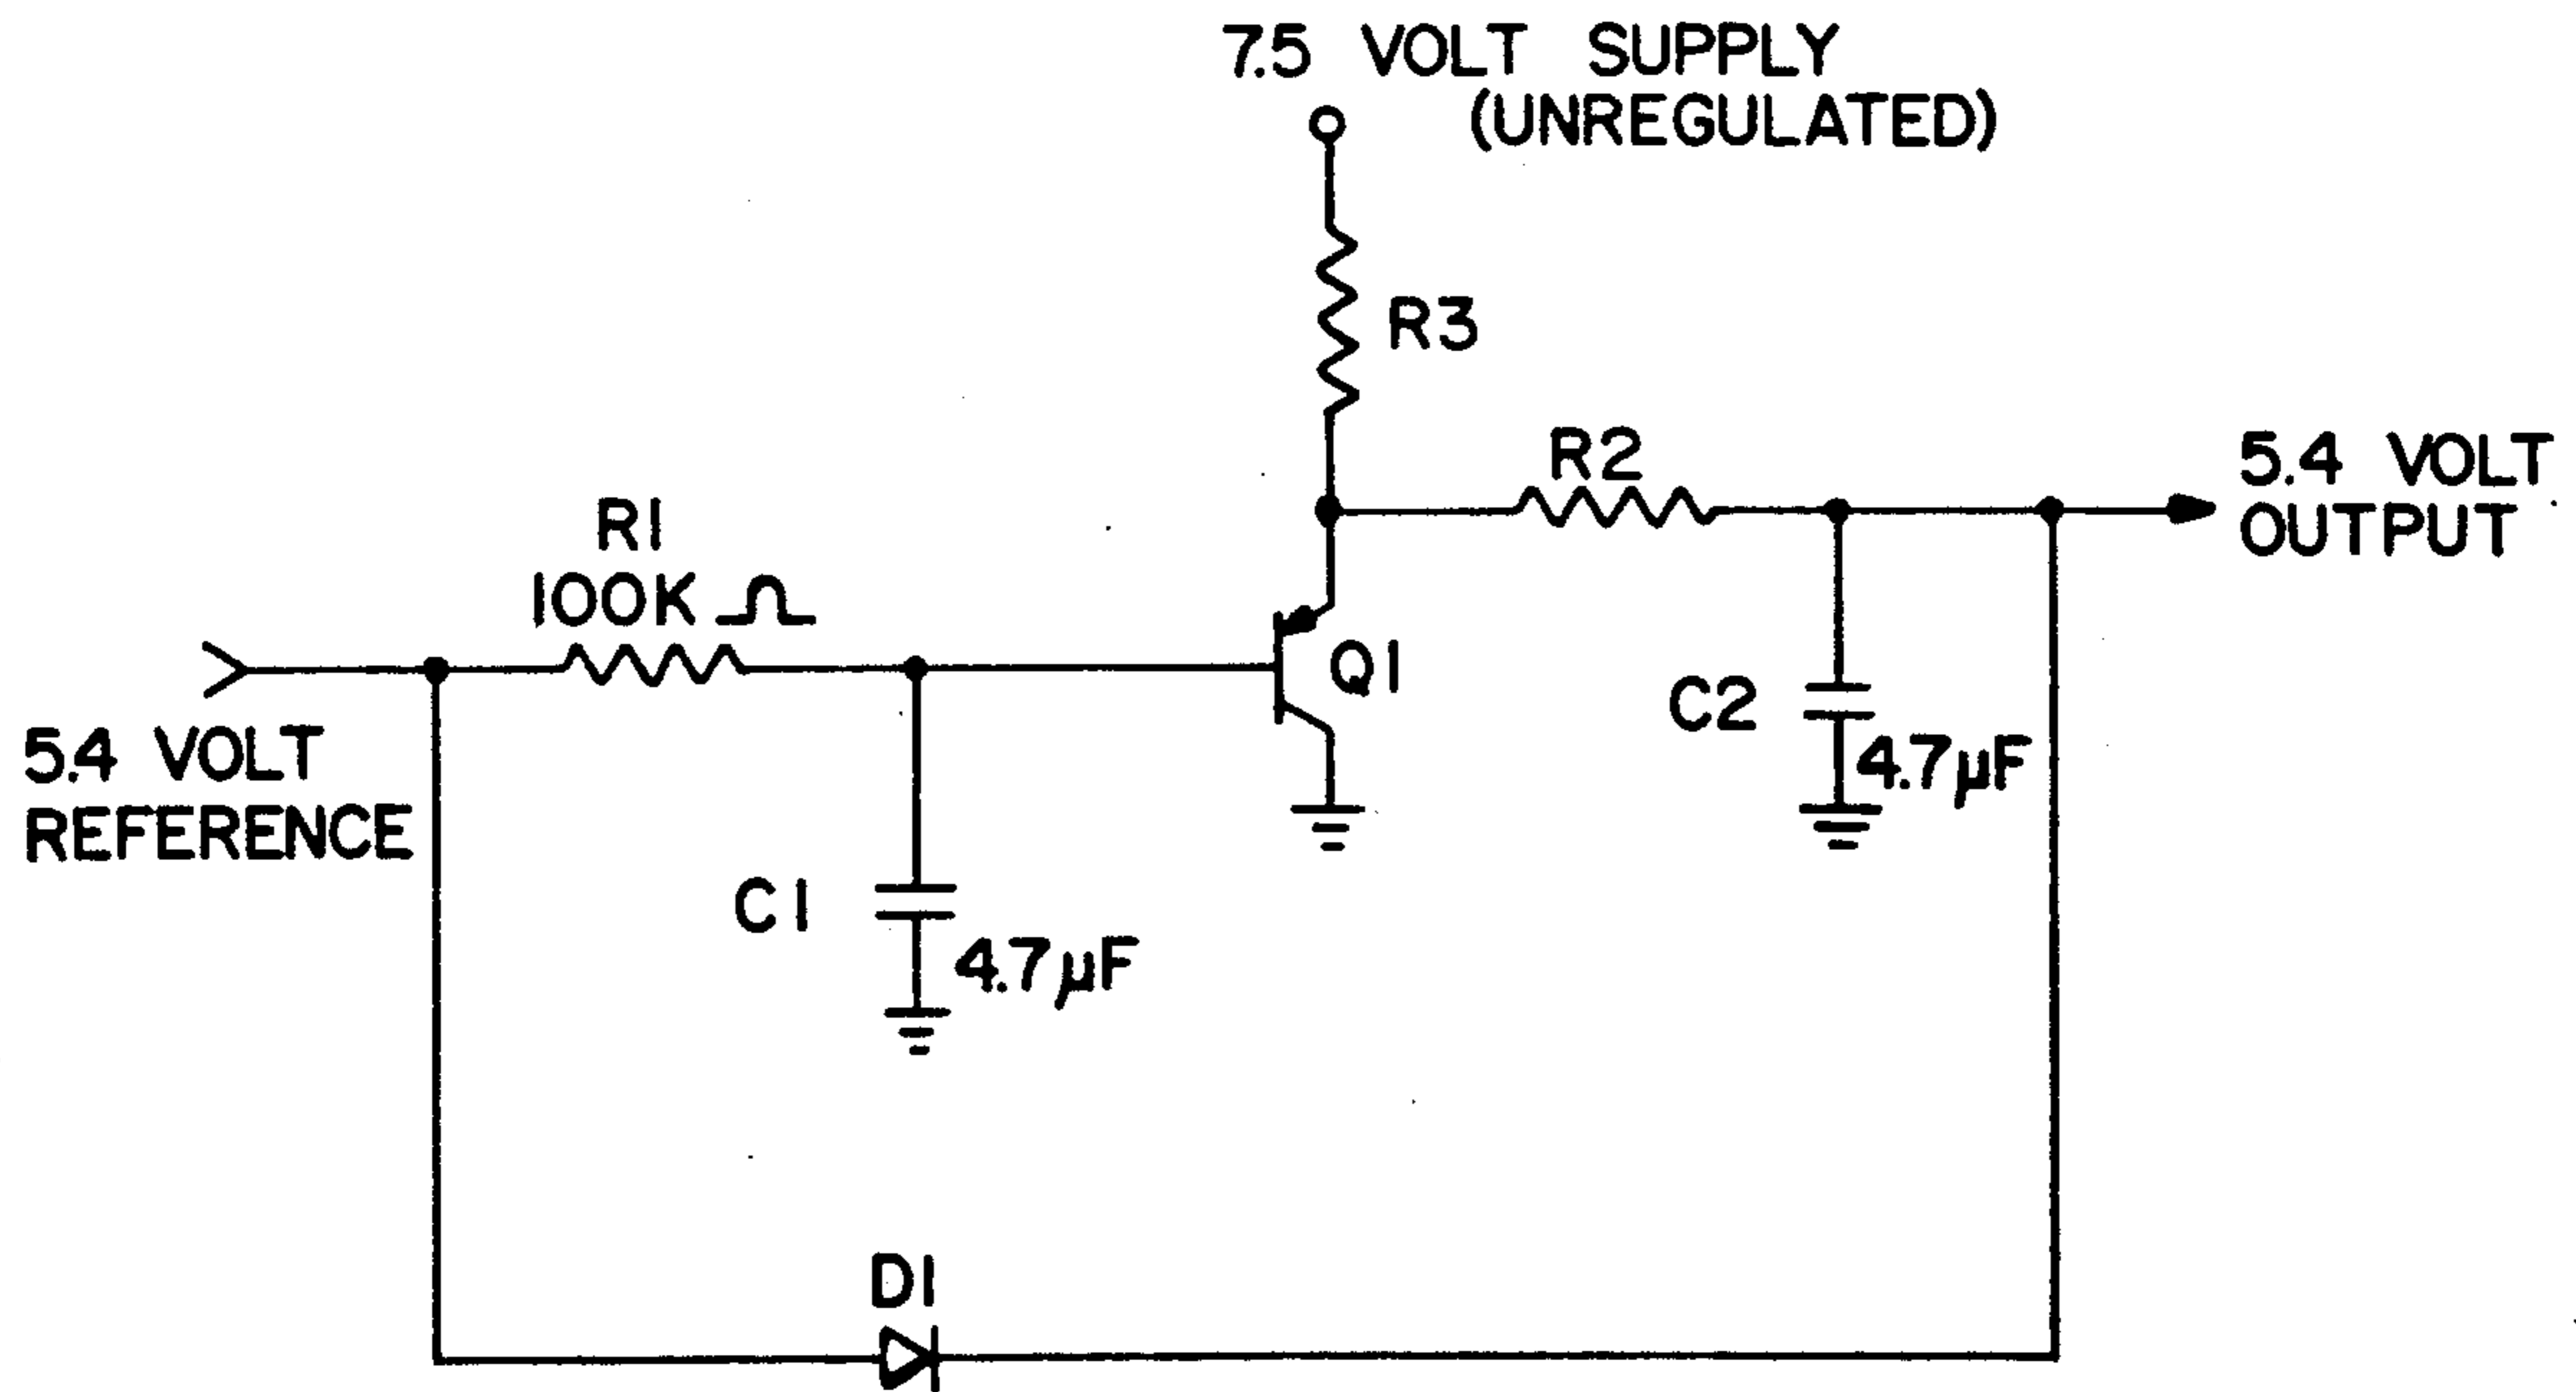 7.5 VOLT SUPPLY
(UNREGULATED)
R3
R2
5.4 VOLT
OUTPUT
R1
100K Ω
Q1
C2
4.7µF
5.4 VOLT
REFERENCE
C1
4.7µF
D1